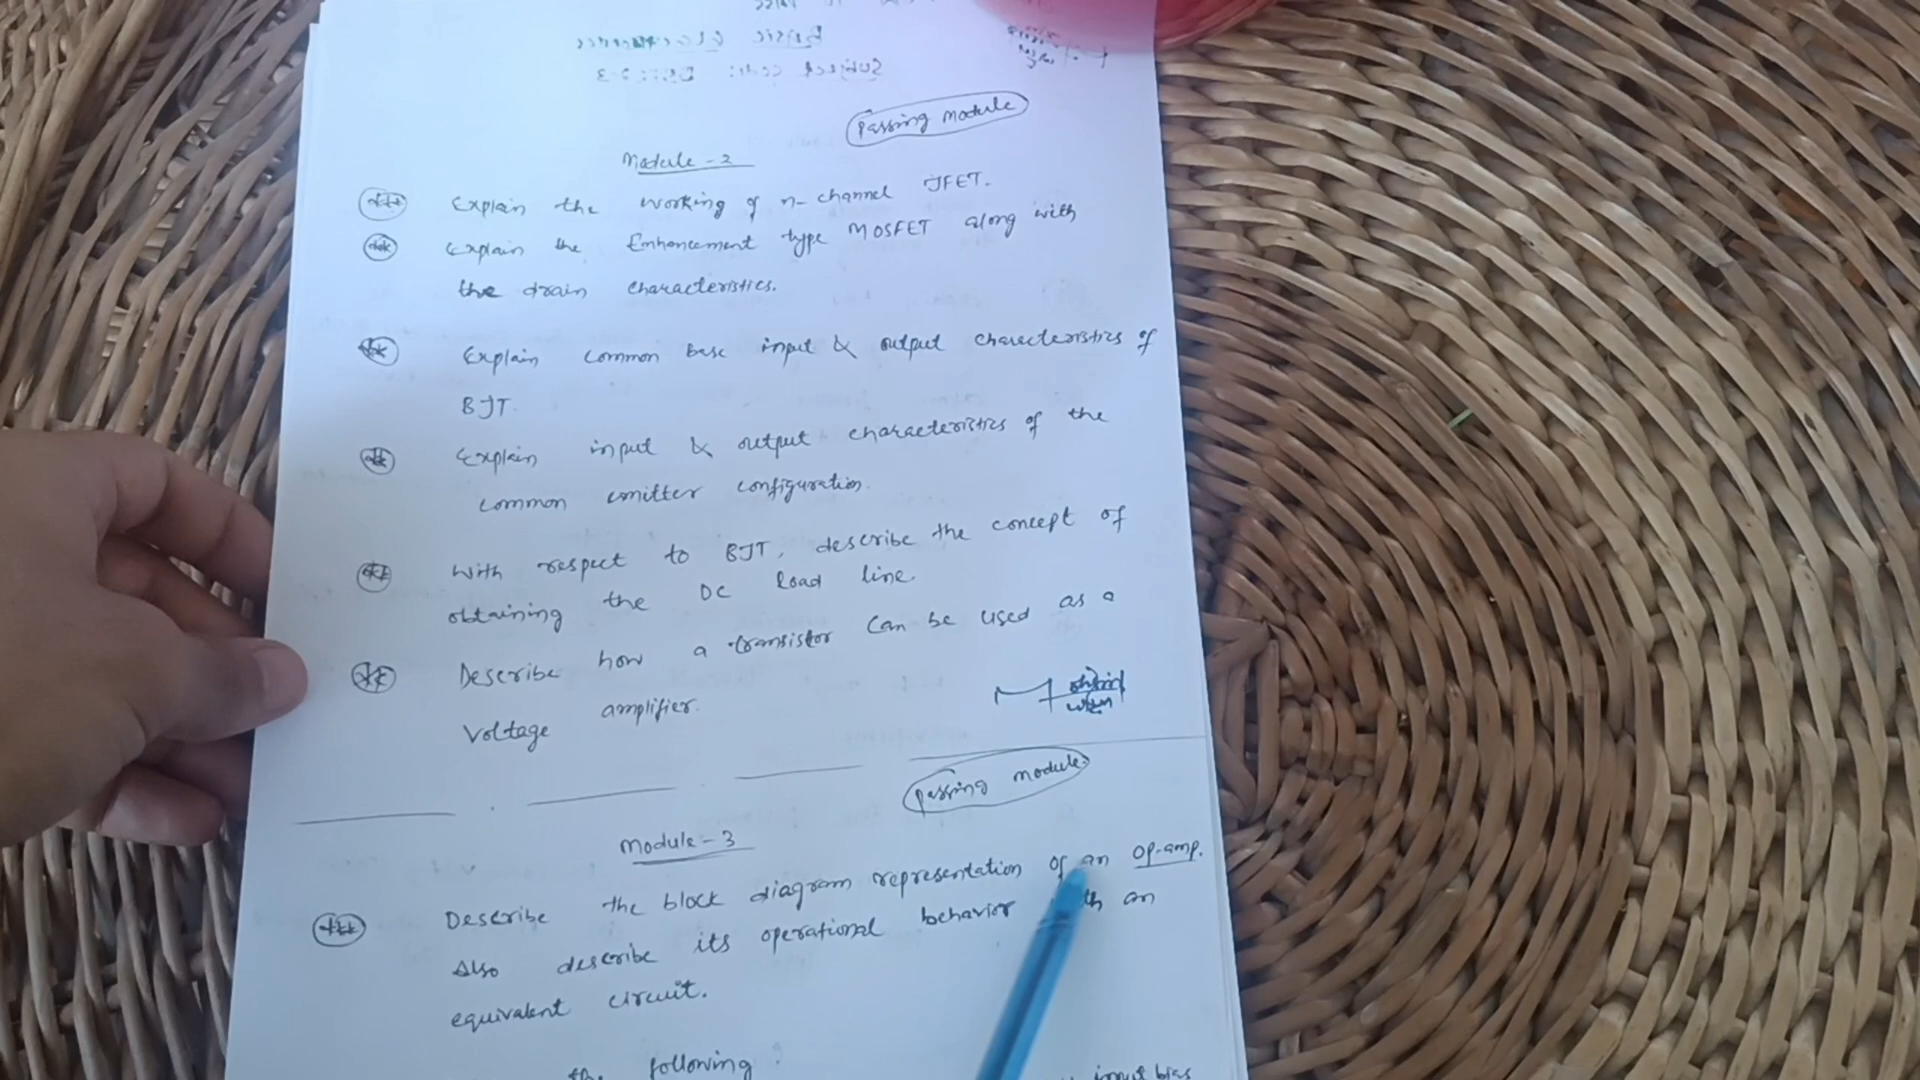 Passing module
Module - 2
*** Explain the working of n- channel JFET.
*** Explain the Enhancement type MOSFET along with
the drain characteristics.
** Explain common base input & output characteristics of
BJT.
** Explain input & output characteristics of the
common emitter configuration.
*** With respect to BJT, describe the concept of
obtaining the DC load line.
** Describe how a transistor can be used as a
Voltage amplifier.
Passing module.
Module - 3
*** Describe the block diagram representation of an op-amp.
Also describe its operational behavior an
equivalent circuit.
the following :
input bias